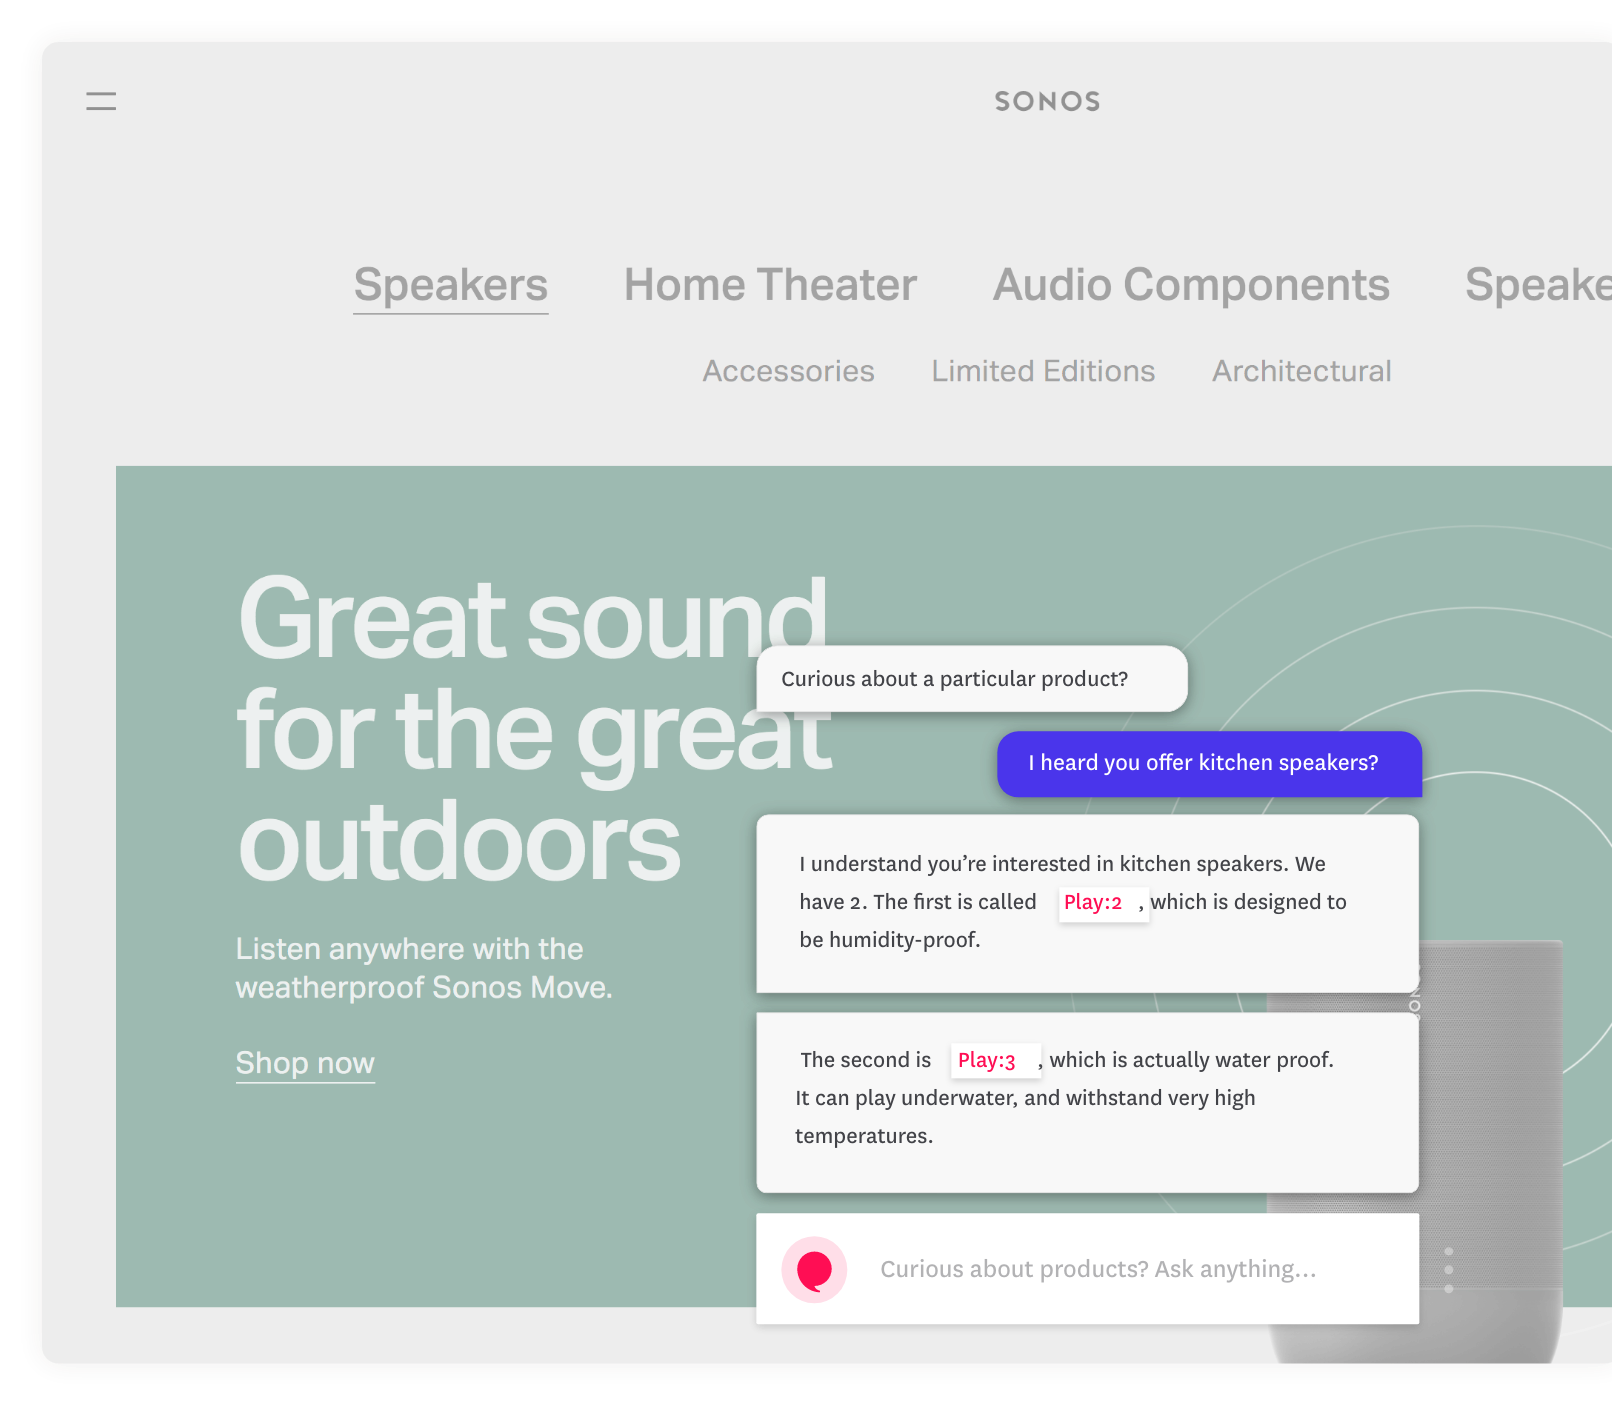 SONOS
Speakers Home Theater Audio Components
Accessories Limited Editions Architectural
Great sound
for the great
outdoors
Listen anywhere with the
weatherproof Sonos Move.
Shop now
Curious about a particular product?
I heard you offer kitchen speakers?
I understand you’re interested in kitchen speakers. We
have 2. The first is called Play:2 , which is designed to
be humidity-proof.
The second is Play:3 , which is actually water proof.
It can play underwater, and withstand very high
temperatures.
Curious about products? Ask anything...